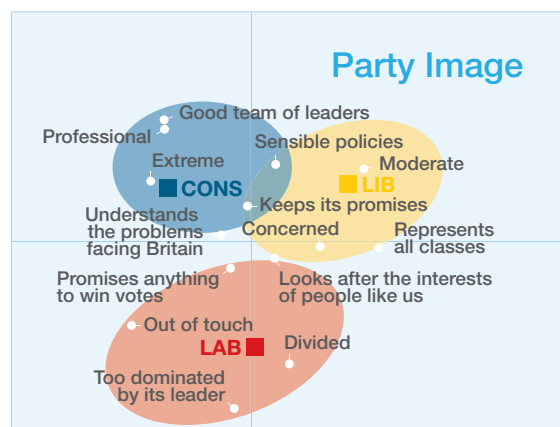 Party Image
Good team of leaders
Professional
Sensible policies
Extreme
Moderate
CONS
LIB
Keeps its promises
Understands
the problems
facing Britain
Concerned
Represents
all classes
Promises anything
to win votes
Looks after the interests
of people like us
Out of touch
LAB
Divided
Too dominated
by its leader